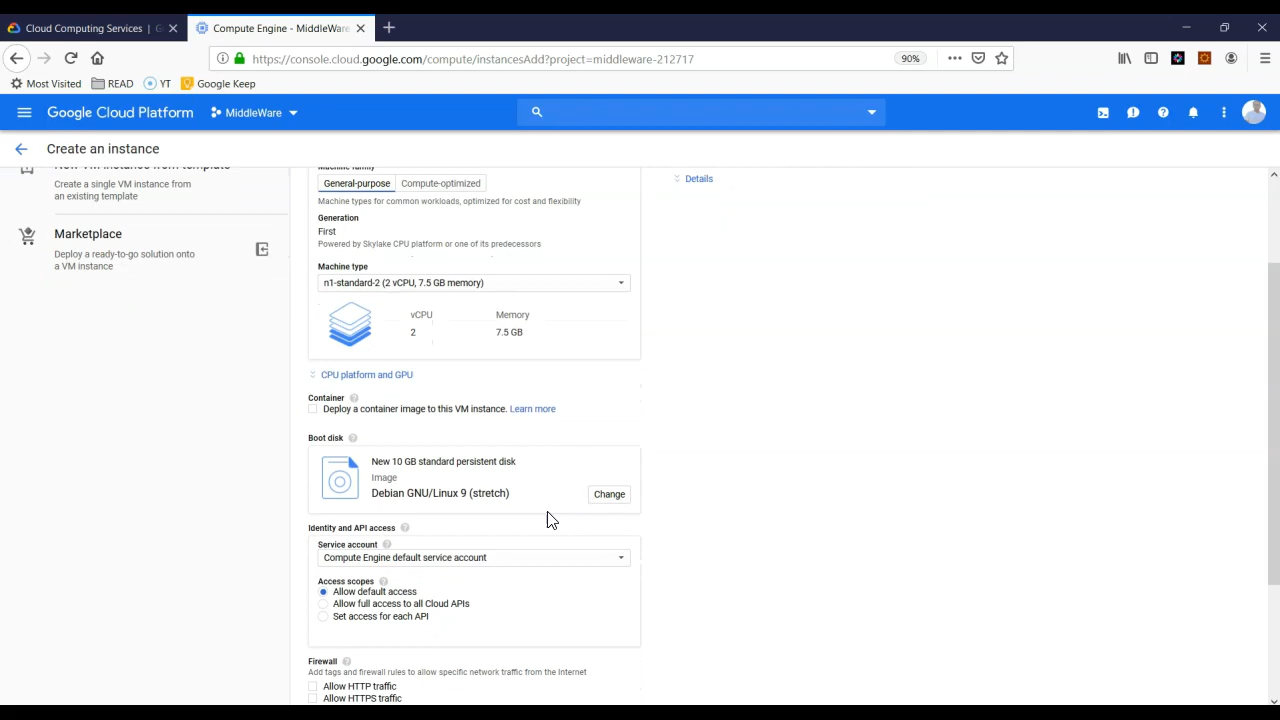 Cloud Computing Services | G
Compute Engine - MiddleWare
https://console.cloud.google.com/compute/instancesAdd?project=middleware-212717
90%
Most Visited
READ
YT
Google Keep
Google Cloud Platform
MiddleWare
Create an instance
New VM instance from template
Create a single VM instance from
an existing template
Marketplace
Deploy a ready-to-go solution onto
a VM instance
Machine family
General-purpose
Compute-optimized
Machine types for common workloads, optimized for cost and flexibility
Generation
First
Powered by Skylake CPU platform or one of its predecessors
Machine type
n1-standard-2 (2 vCPU, 7.5 GB memory)
vCPU
Memory
2
7.5 GB
CPU platform and GPU
Container
Deploy a container image to this VM instance. Learn more
Boot disk
New 10 GB standard persistent disk
Image
Debian GNU/Linux 9 (stretch)
Change
Identity and API access
Service account
Compute Engine default service account
Access scopes
Allow default access
Allow full access to all Cloud APIs
Set access for each API
Firewall
Add tags and firewall rules to allow specific network traffic from the Internet
Allow HTTP traffic
Allow HTTPS traffic
Details